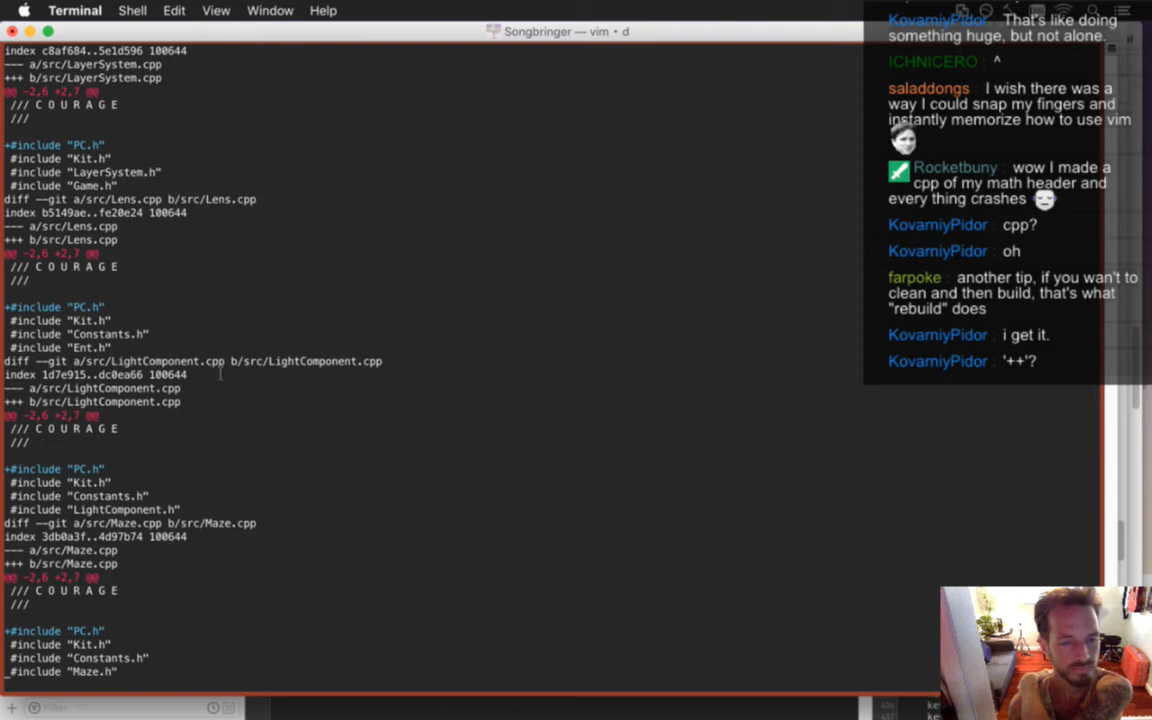 Terminal Shell Edit View Window Help
Songbringer — vim • d
index c8af684..5e1d596 100644
--- a/src/LayerSystem.cpp
+++ b/src/LayerSystem.cpp
@@ -2,6 +2,7 @@
/// C O U R A G E
///
+#include "PC.h"
#include "Kit.h"
#include "LayerSystem.h"
#include "Game.h"
diff --git a/src/Lens.cpp b/src/Lens.cpp
index b5149ae..fe20e24 100644
--- a/src/Lens.cpp
+++ b/src/Lens.cpp
@@ -2,6 +2,7 @@
/// C O U R A G E
///
+#include "PC.h"
#include "Kit.h"
#include "Constants.h"
#include "Ent.h"
diff --git a/src/LightComponent.cpp b/src/LightComponent.cpp
index 1d7e915..dc0ea66 100644
--- a/src/LightComponent.cpp
+++ b/src/LightComponent.cpp
@@ -2,6 +2,7 @@
/// C O U R A G E
///
+#include "PC.h"
#include "Kit.h"
#include "Constants.h"
#include "LightComponent.h"
diff --git a/src/Maze.cpp b/src/Maze.cpp
index 3db0a3f..4d97b74 100644
--- a/src/Maze.cpp
+++ b/src/Maze.cpp
@@ -2,6 +2,7 @@
/// C O U R A G E
///
+#include "PC.h"
#include "Kit.h"
#include "Constants.h"
#include "Maze.h"
KovarniyPidor : That's like doing
something huge, but not alone.
ICHNICERO : ^
saladdongs : I wish there was a
way I could snap my fingers and
instantly memorize how to use vim
Rocketbuny : wow I made a
cpp of my math header and
every thing crashes
KovarniyPidor : cpp?
KovarniyPidor : oh
farpoke : another tip, if you wan't to
clean and then build, that's what
"rebuild" does
KovarniyPidor : i get it.
KovarniyPidor : '++'?
Filter
436 ke
437